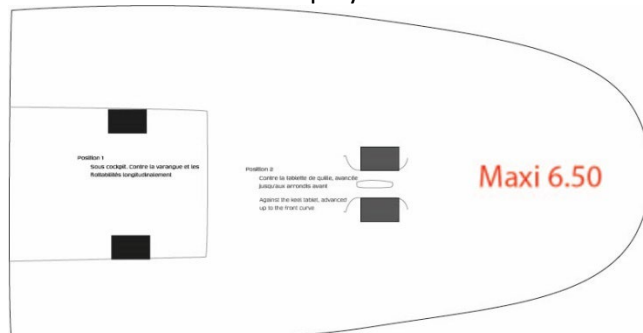 Position 1
Sous cockpit. Contre la varangue et les
flottabilités longitudinalement
Position 2
Contre la tablette de quille, avancée
jusqu'aux arrondis avant
Against the keel tablet, advanced
up to the front curve
Maxi 6.50